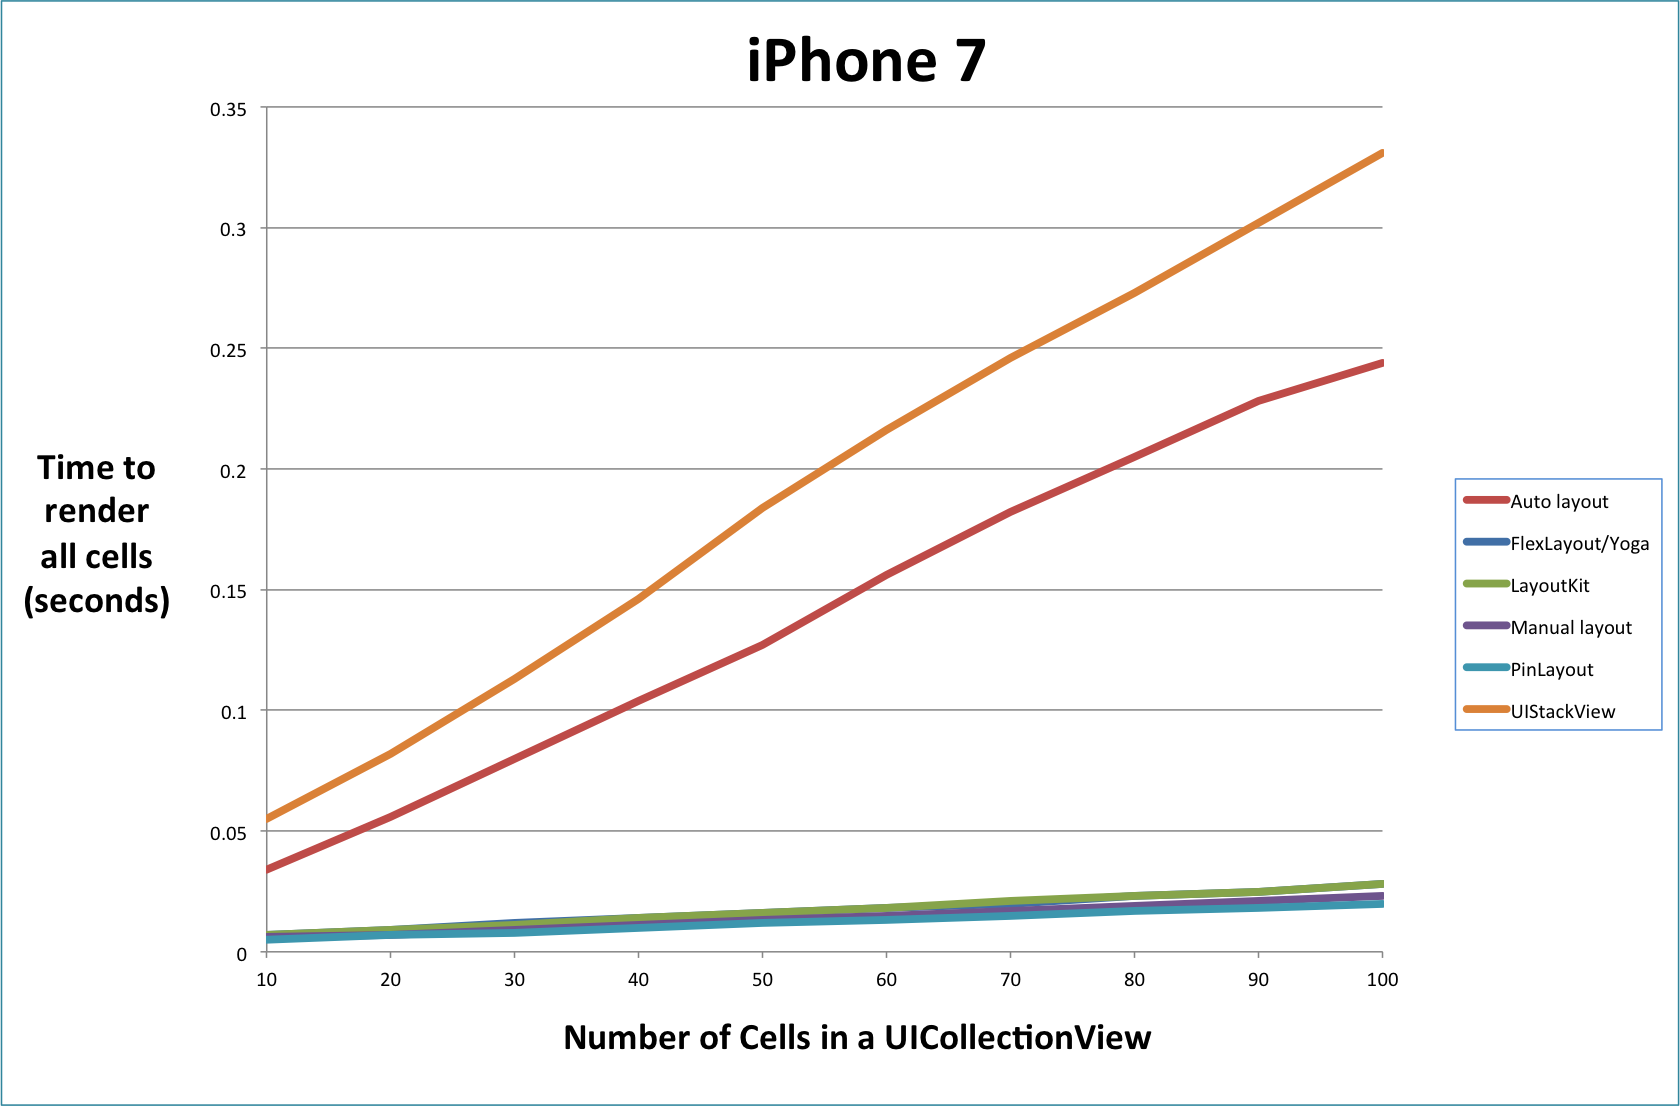 iPhone 7
0.35
0.3
0.25
0.2
0.15
0.1
0.05
0
Time to
render
all cells
(seconds)
10 20 30 40 50 60 70 80 90 100
Number of Cells in a UICollectionView
Auto layout
FlexLayout/Yoga
LayoutKit
Manual layout
PinLayout
UIStackView